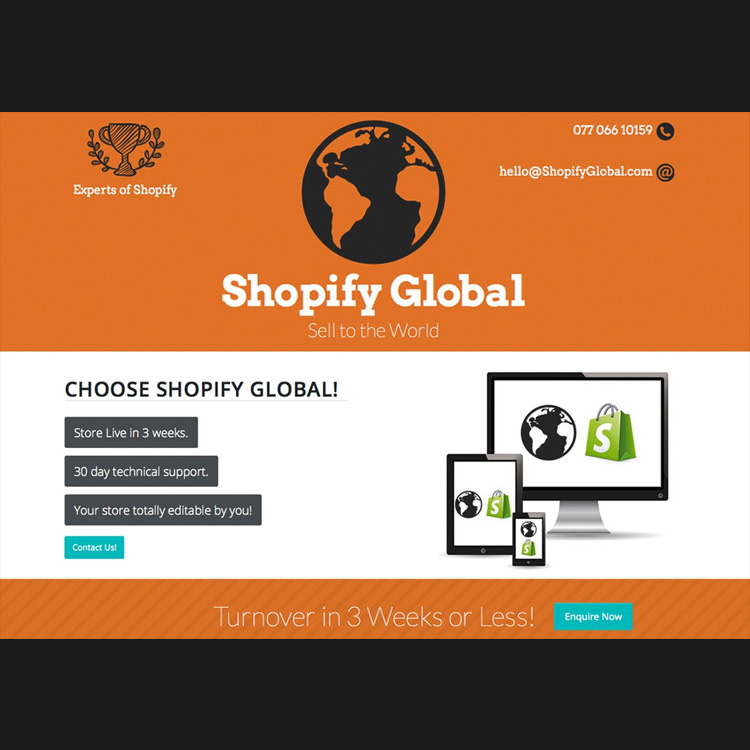 Experts of Shopify
077 066 10159
hello@ShopifyGlobal.com
@
Shopify Global
Sell to the World
CHOOSE SHOPIFY GLOBAL!
Store Live in 3 weeks.
30 day technical support.
Your store totally editable by you!
Contact Us!
S
S
S
Turnover in 3 Weeks or Less!
Enquire Now